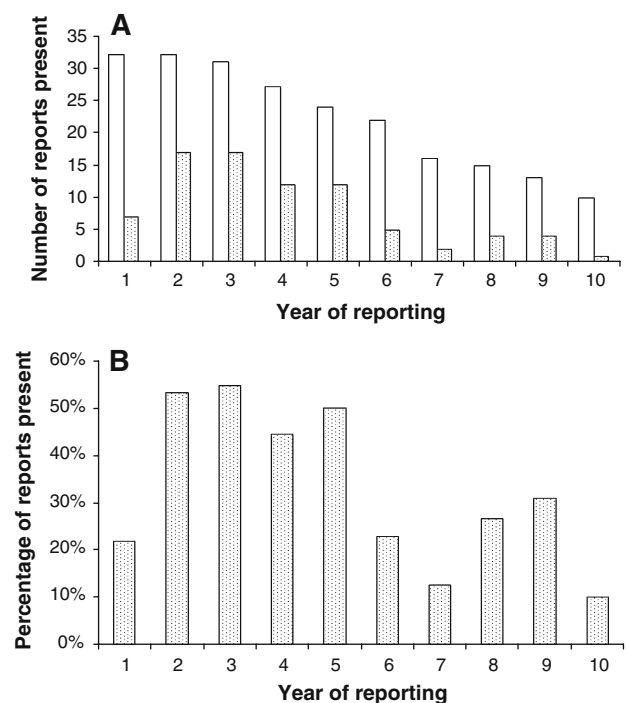 A
Number of reports present
35
30
25
20
15
10
5
0
1 2 3 4 5 6 7 8 9 10
Year of reporting
B
Percentage of reports present
60%
50%
40%
30%
20%
10%
0%
1 2 3 4 5 6 7 8 9 10
Year of reporting